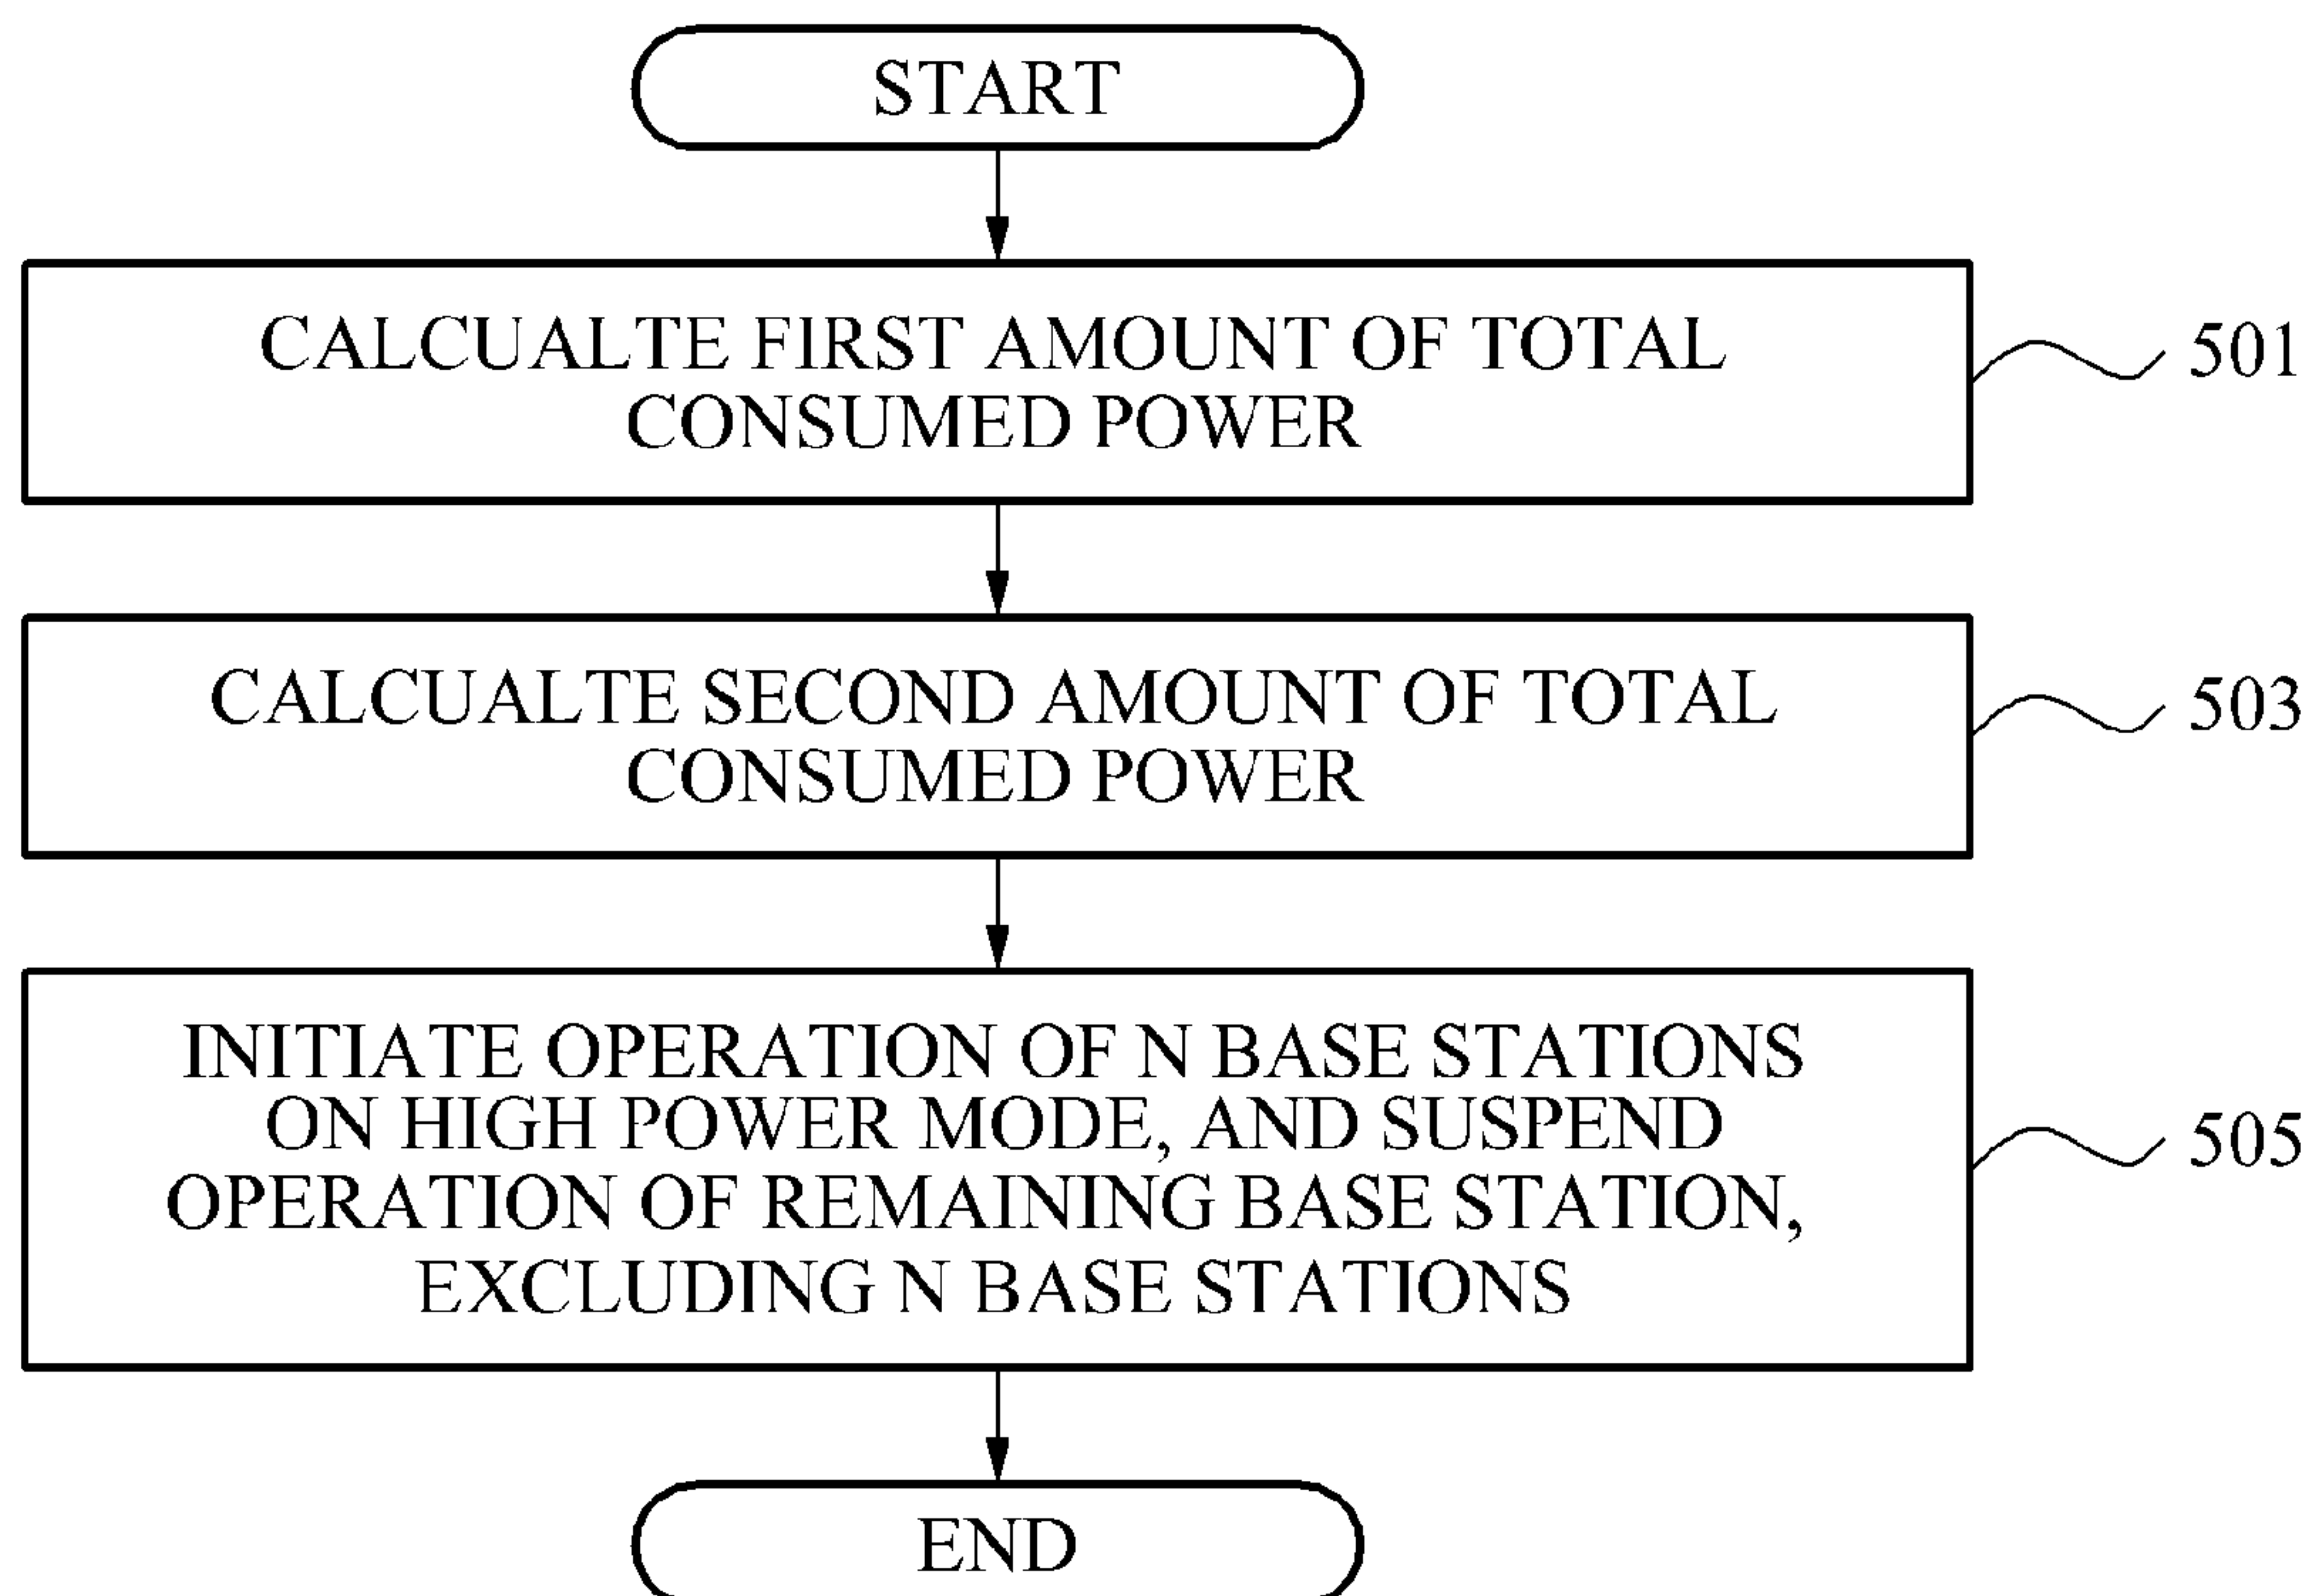 START
CALCUALTE FIRST AMOUNT OF TOTAL
CONSUMED POWER
501
CALCUALTE SECOND AMOUNT OF TOTAL
CONSUMED POWER
503
INITIATE OPERATION OF N BASE STATIONS
ON HIGH POWER MODE, AND SUSPEND
OPERATION OF REMAINING BASE STATION,
EXCLUDING N BASE STATIONS
505
END